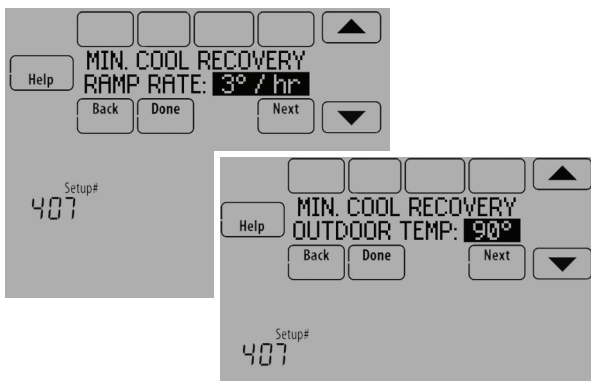 MIN. COOL RECOVERY
Help
RAMP RATE: 3° / hr
Back Done Next
Setup#
407
MIN. COOL RECOVERY
Help
OUTDOOR TEMP: 90°
Back Done Next
Setup#
407